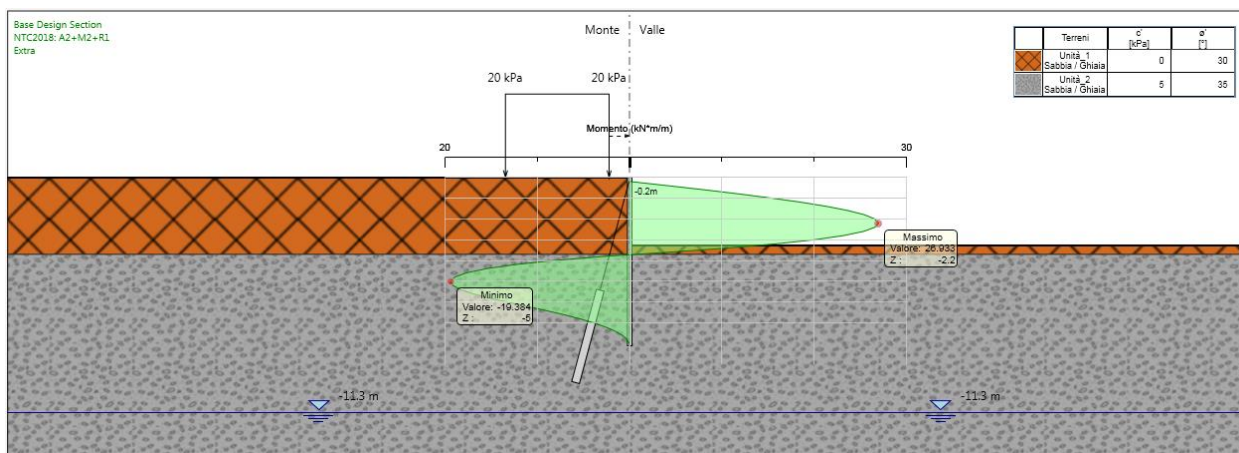 Base Design Section
NTC2018: A2+M2+R1
Extra
Monte Valle
Terreni c' ø'
[kPa] [°]
Unità_1
Sabbia / Ghiaia 0 30
Unità_2
Sabbia / Ghiaia 5 35
20 kPa 20 kPa
Momento (kN*m/m)
20 30
-0.2m
Massimo
Valore: 26.933
Z : -2.2
Minimo
Valore: -19.384
Z : -5
-11.3 m -11.3 m